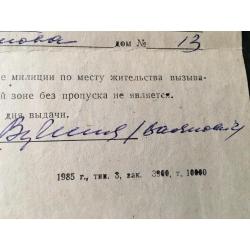 нова дом № 13
е милиции по месту жительства вызыва-
й зоне без пропуска не является.
дня выдачи.
1985 г., тип. 3, зак. 3900, т. 10000